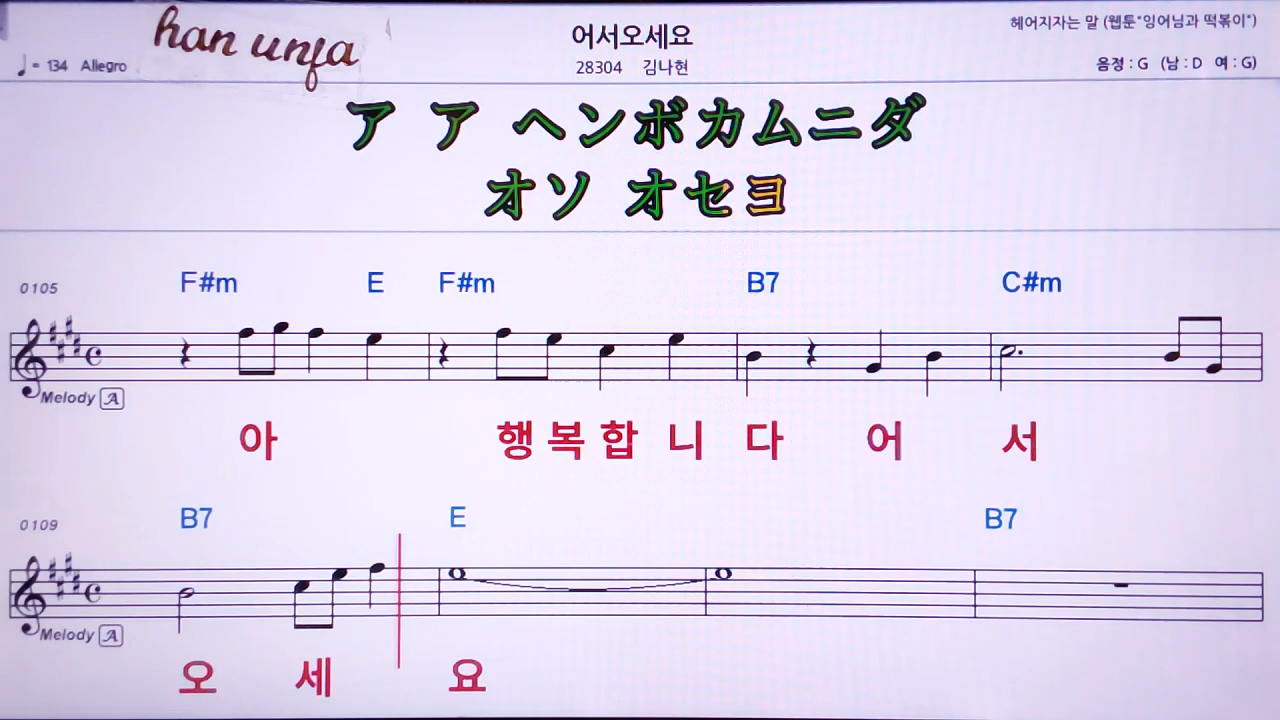 han unfa
어서오세요
헤어지자는 말 (웹툰"잉어님과 떡볶이")
♩= 134 Allegro
28304 김나현
음정 : G (남 : D 여 : G)
ア ア ヘンボカムニダ
オソ オセヨ
0105 F#m E F#m B7 C#m
Melody A
아 행복합니다 어 서
0109 B7 E B7
Melody A
오 세 요